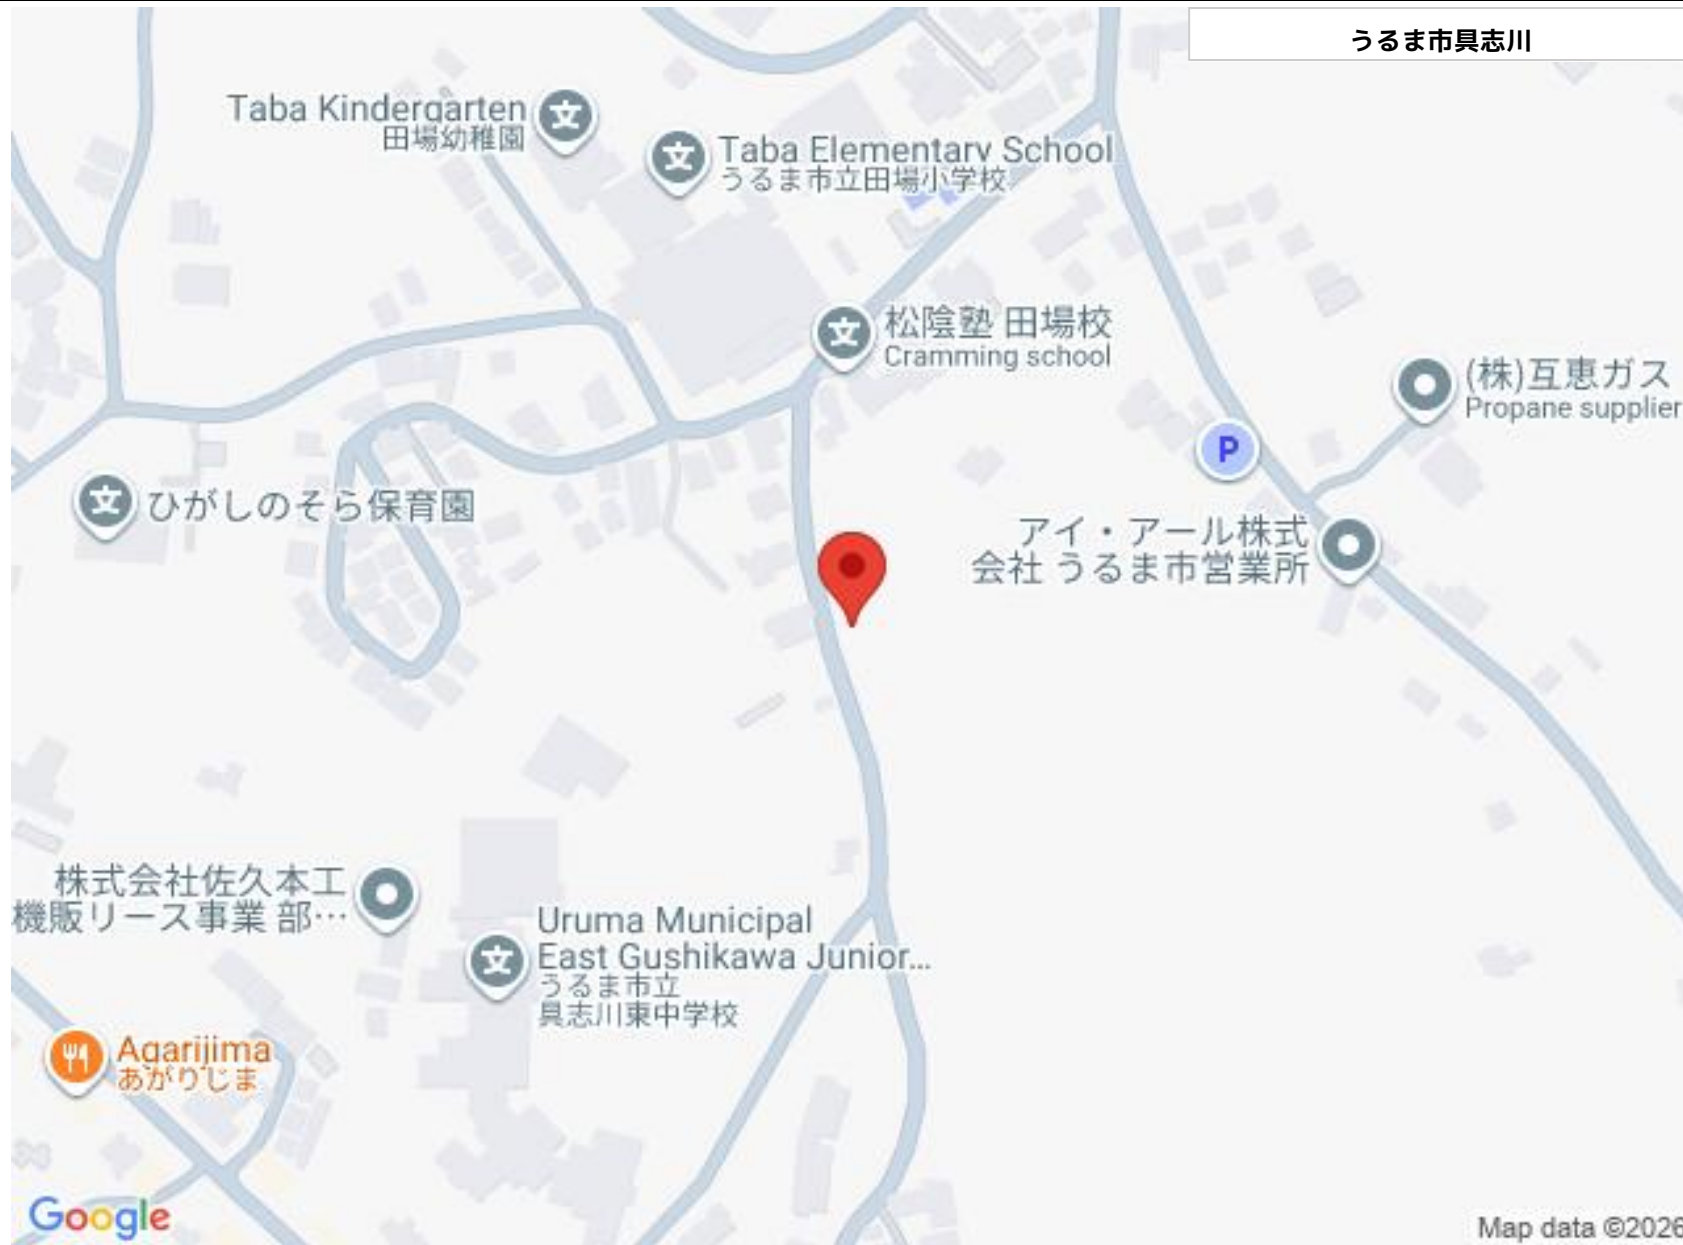 うるま市具志川
Taba Kindergarten
田場幼稚園
Taba Elementary School
うるま市立田場小学校
松陰塾 田場校
Cramming school
(株)互恵ガス
Propane supplier
P
ひがしのそら保育園
アイ・アール株式
会社 うるま市営業所
株式会社佐久本工
機販リース事業 部…
Uruma Municipal
East Gushikawa Junior...
うるま市立
具志川東中学校
Agarijima
あがりじま
Google
Map data ©2026